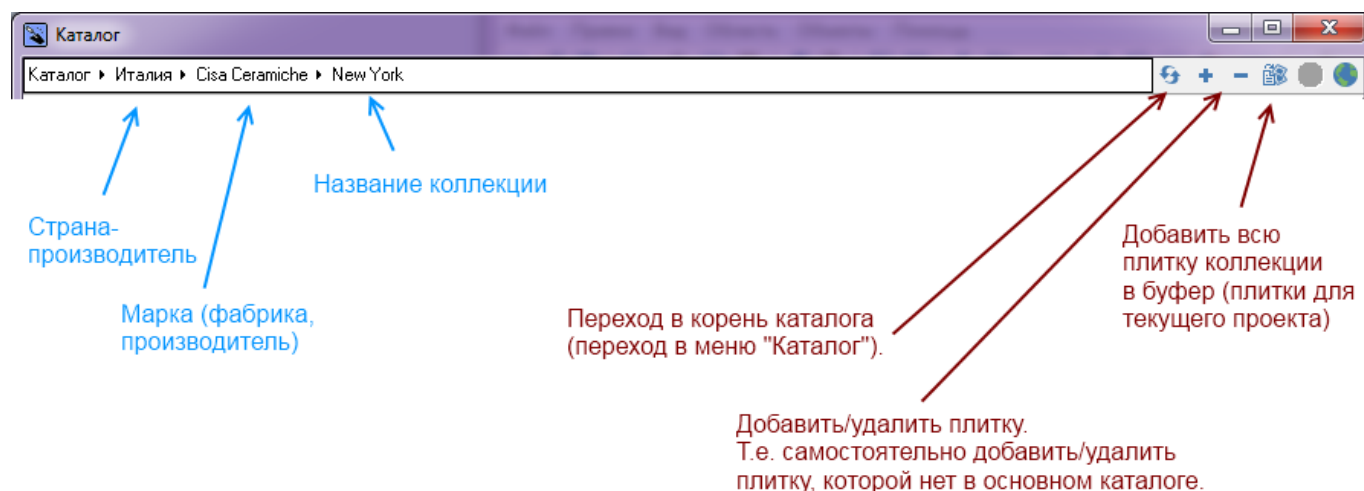 Каталог
Каталог ▸ Италия ▸ Cisa Ceramiche ▸ New York
Название коллекции
Страна-
производитель
Марка (фабрика,
производитель)
Переход в корень каталога
(переход в меню "Каталог").
Добавить всю
плитку коллекции
в буфер (плитки для
текущего проекта)
Добавить/удалить плитку.
Т.е. самостоятельно добавить/удалить
плитку, которой нет в основном каталоге.